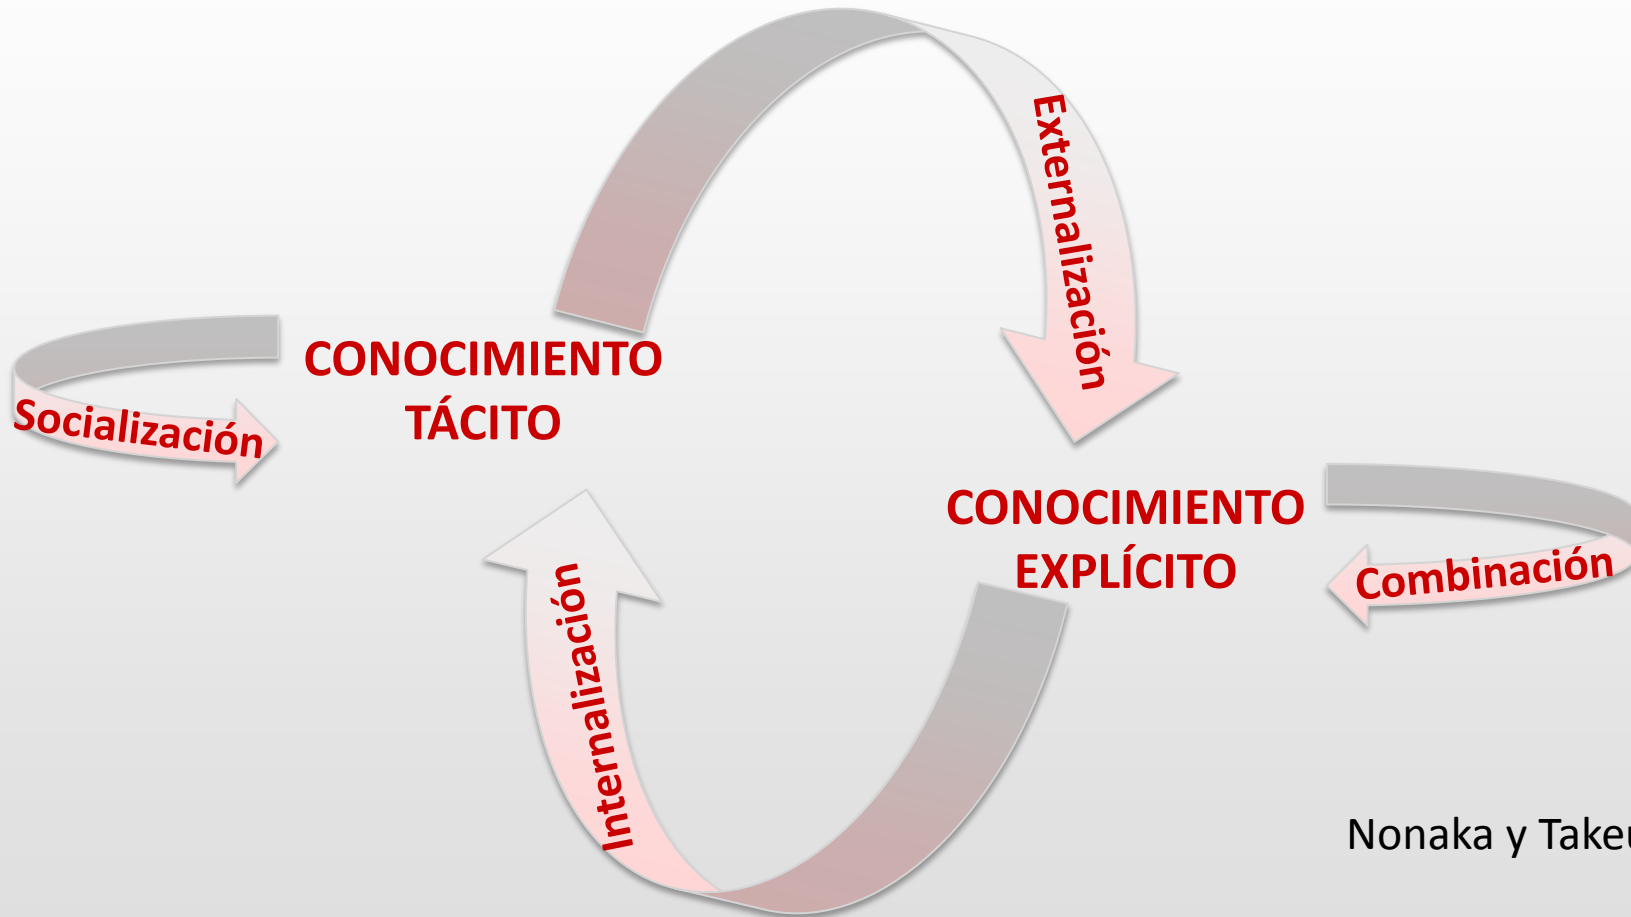 Externalización
CONOCIMIENTO
TÁCITO
Socialización
CONOCIMIENTO
EXPLÍCITO
Combinación
Internalización
Nonaka y